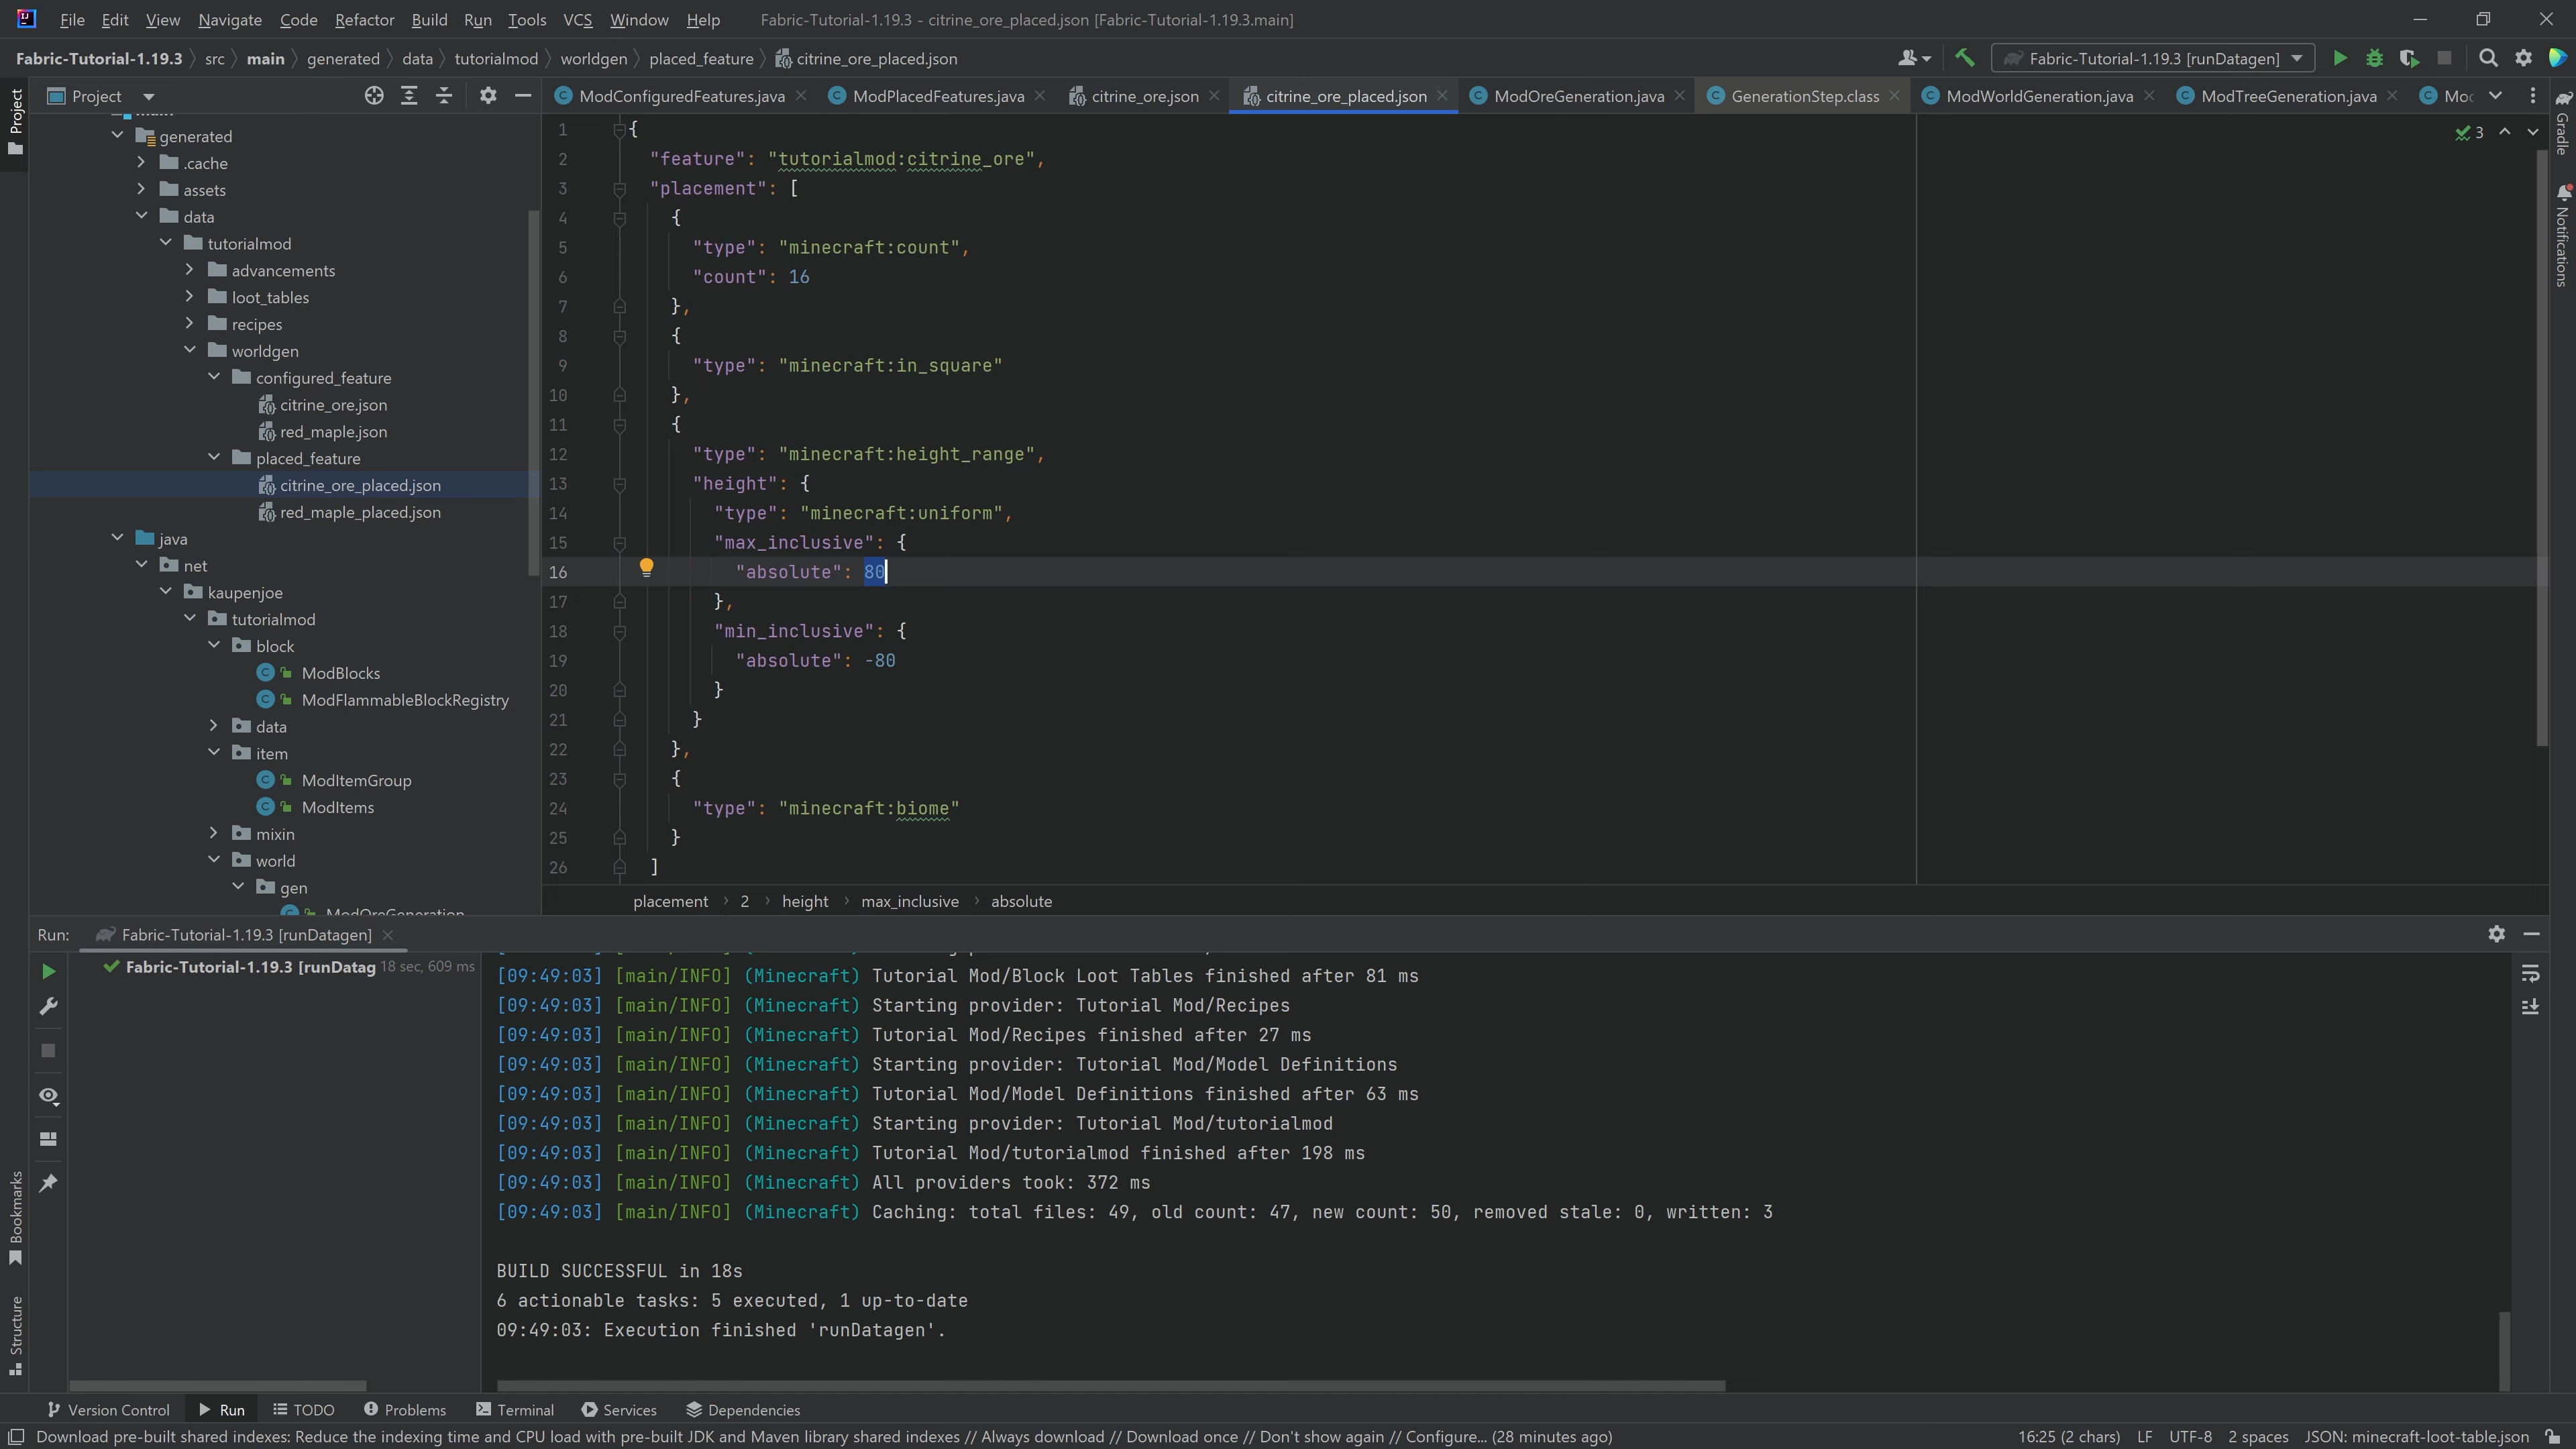 File Edit View Navigate Code Refactor Build Run Tools VCS Window Help Fabric-Tutorial-1.19.3 - citrine_ore_placed.json [Fabric-Tutorial-1.19.3.main]
Fabric-Tutorial-1.19.3 src main generated data tutorialmod worldgen placed_feature citrine_ore_placed.json Fabric-Tutorial-1.19.3 [runDatagen]
Project
ModConfiguredFeatures.java ModPlacedFeatures.java citrine_ore.json citrine_ore_placed.json ModOreGeneration.java GenerationStep.class ModWorldGeneration.java ModTreeGeneration.java
Project
Gradle
Notifications
Bookmarks
Structure
generated
.cache
assets
data
tutorialmod
advancements
loot_tables
recipes
worldgen
configured_feature
citrine_ore.json
red_maple.json
placed_feature
citrine_ore_placed.json
red_maple_placed.json
java
net
kaupenjoe
tutorialmod
block
ModBlocks
ModFlammableBlockRegistry
data
item
ModItemGroup
ModItems
mixin
world
gen
ModOreGeneration
3
1 {
2 "feature": "tutorialmod:citrine_ore",
3 "placement": [
4 {
5 "type": "minecraft:count",
6 "count": 16
7 },
8 {
9 "type": "minecraft:in_square"
10 },
11 {
12 "type": "minecraft:height_range",
13 "height": {
14 "type": "minecraft:uniform",
15 "max_inclusive": {
16 "absolute": 80
17 },
18 "min_inclusive": {
19 "absolute": -80
20 }
21 }
22 },
23 {
24 "type": "minecraft:biome"
25 }
26 ]
placement › 2 › height › max_inclusive › absolute
Run: Fabric-Tutorial-1.19.3 [runDatagen]
Fabric-Tutorial-1.19.3 [runDatag 18 sec, 609 ms
[09:49:03] [main/INFO] (Minecraft) Tutorial Mod/Block Loot Tables finished after 81 ms
[09:49:03] [main/INFO] (Minecraft) Starting provider: Tutorial Mod/Recipes
[09:49:03] [main/INFO] (Minecraft) Tutorial Mod/Recipes finished after 27 ms
[09:49:03] [main/INFO] (Minecraft) Starting provider: Tutorial Mod/Model Definitions
[09:49:03] [main/INFO] (Minecraft) Tutorial Mod/Model Definitions finished after 63 ms
[09:49:03] [main/INFO] (Minecraft) Starting provider: Tutorial Mod/tutorialmod
[09:49:03] [main/INFO] (Minecraft) Tutorial Mod/tutorialmod finished after 198 ms
[09:49:03] [main/INFO] (Minecraft) All providers took: 372 ms
[09:49:03] [main/INFO] (Minecraft) Caching: total files: 49, old count: 47, new count: 50, removed stale: 0, written: 3
BUILD SUCCESSFUL in 18s
6 actionable tasks: 5 executed, 1 up-to-date
09:49:03: Execution finished 'runDatagen'.
Version Control Run TODO Problems Terminal Services Dependencies
Download pre-built shared indexes: Reduce the indexing time and CPU load with pre-built JDK and Maven library shared indexes // Always download // Download once // Don't show again // Configure... (28 minutes ago) 16:25 (2 chars) LF UTF-8 2 spaces JSON: minecraft-loot-table.json